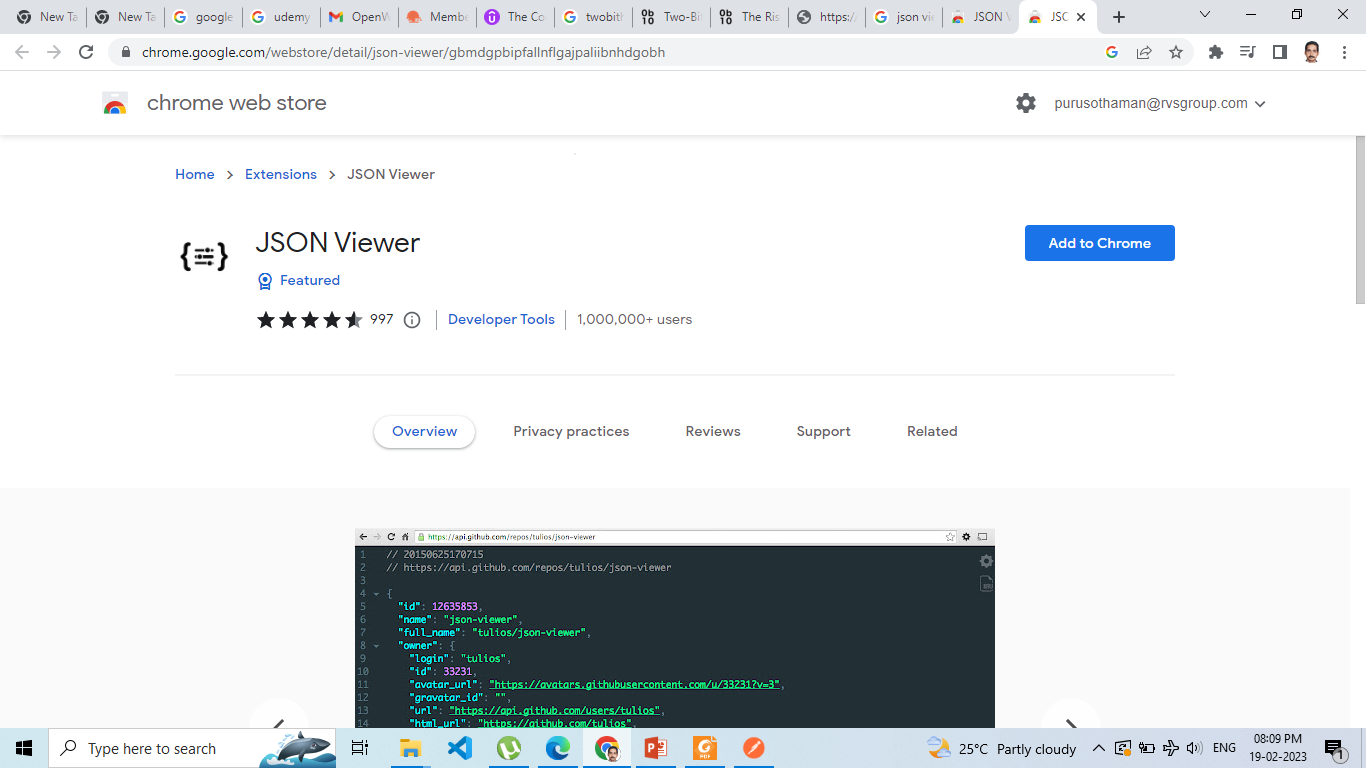 New Ta
New Ta
google
udemy
OpenW
Membe
The Co
twobith
Two-Bi
The Ris
https:/
json vie
JSON V
JSC
chrome.google.com/webstore/detail/json-viewer/gbmdgpbipfallnflgajpaliibnhdgobh
chrome web store
purusothaman@rvsgroup.com
Home > Extensions > JSON Viewer
JSON Viewer
Add to Chrome
Featured
997
Developer Tools
1,000,000+ users
Overview
Privacy practices
Reviews
Support
Related
https://api.github.com/repos/tulios/json-viewer
1 // 20150625170715
2 // https://api.github.com/repos/tulios/json-viewer
3
4 {
5 "id": 12635853,
6 "name": "json-viewer",
7 "full_name": "tulios/json-viewer",
8 "owner": {
9 "login": "tulios",
10 "id": 33231,
11 "avatar_url": "https://avatars.githubusercontent.com/u/33231?v=3",
12 "gravatar_id": "",
13 "url": "https://api.github.com/users/tulios",
14 "html_url": "https://github.com/tulios",
Type here to search
25°C Partly cloudy
ENG
08:09 PM
19-02-2023
1